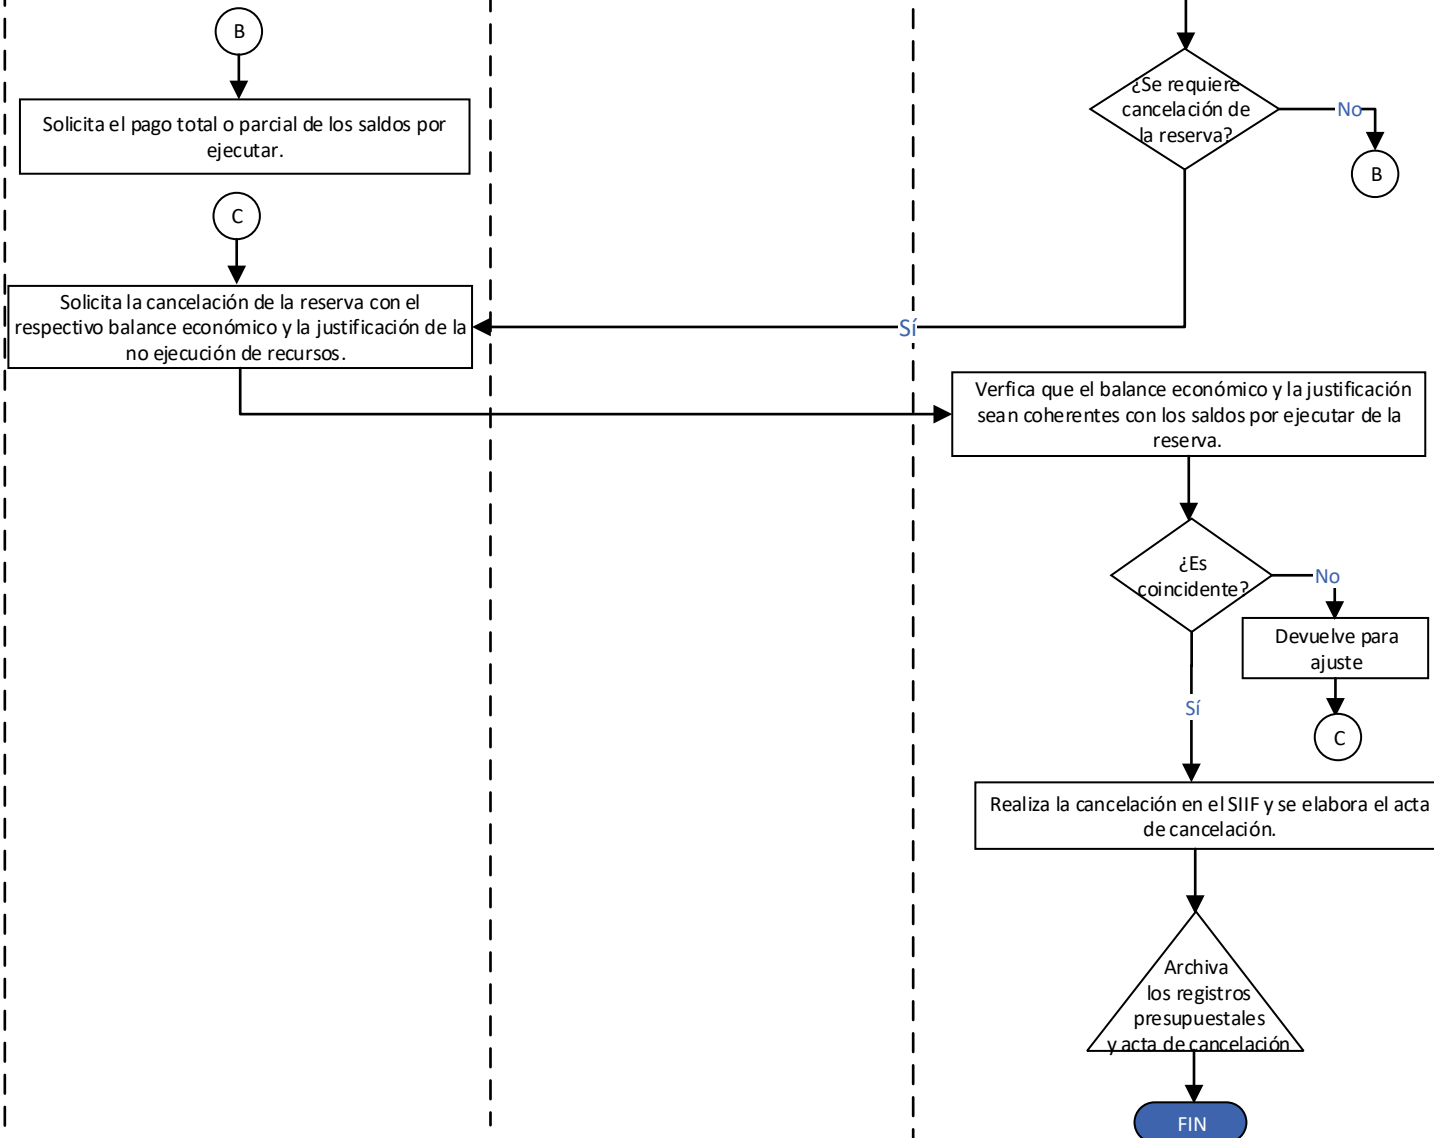 B
Solicita el pago total o parcial de los saldos por
ejecutar.
¿Se requiere
cancelación de
la reserva?
No
B
C
Solicita la cancelación de la reserva con el
respectivo balance económico y la justificación de la
no ejecución de recursos.
Sí
Verfica que el balance económico y la justificación
sean coherentes con los saldos por ejecutar de la
reserva.
¿Es
coincidente?
No
Devuelve para
ajuste
C
Sí
Realiza la cancelación en el SIIF y se elabora el acta
de cancelación.
Archiva
los registros
presupuestales
y acta de cancelación
FIN